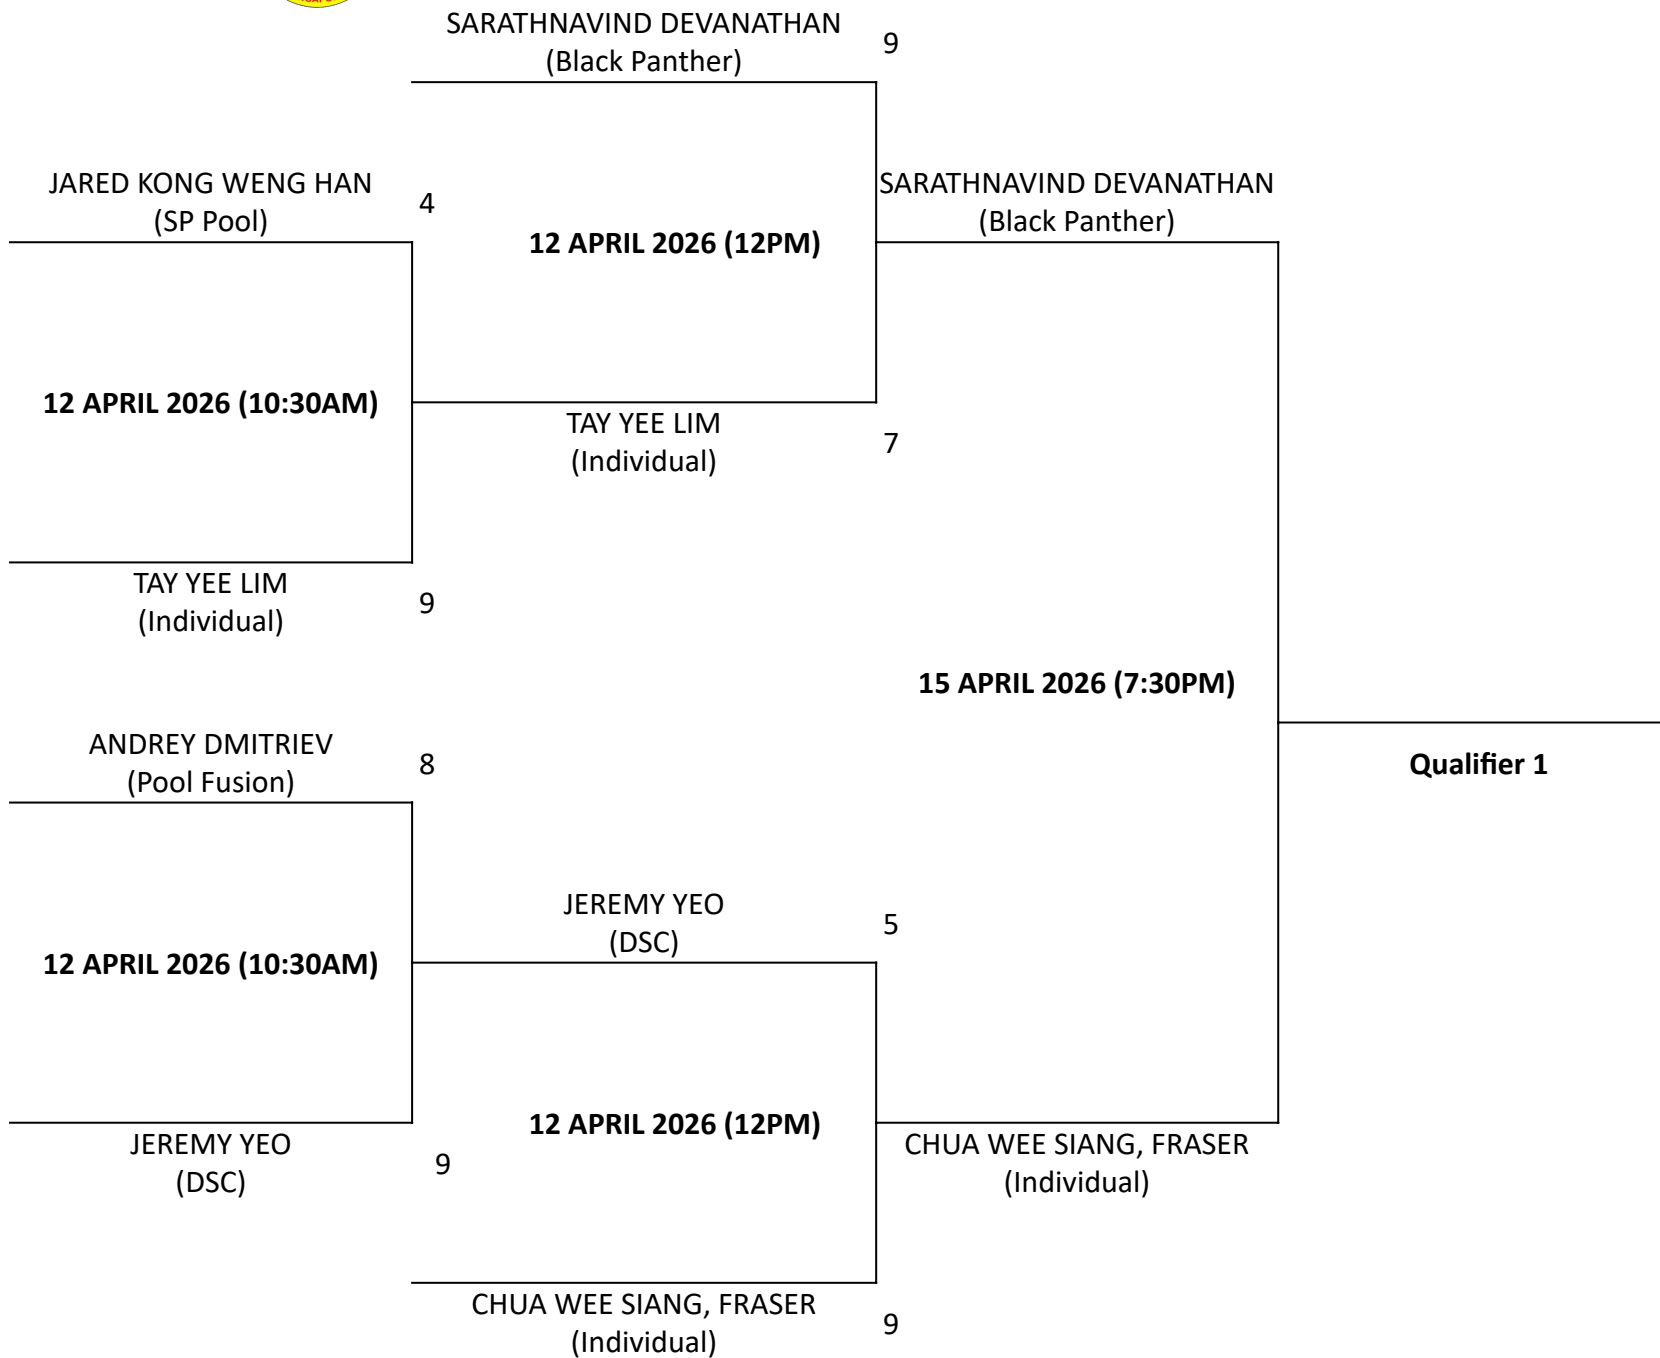 SARATHNAVIND DEVANATHAN
(Black Panther)
9
JARED KONG WENG HAN
(SP Pool)
4
12 APRIL 2026 (12PM)
SARATHNAVIND DEVANATHAN
(Black Panther)
12 APRIL 2026 (10:30AM)
TAY YEE LIM
(Individual)
7
TAY YEE LIM
(Individual)
9
15 APRIL 2026 (7:30PM)
ANDREY DMITRIEV
(Pool Fusion)
8
Qualifier 1
JEREMY YEO
(DSC)
5
12 APRIL 2026 (10:30AM)
12 APRIL 2026 (12PM)
JEREMY YEO
(DSC)
9
CHUA WEE SIANG, FRASER
(Individual)
CHUA WEE SIANG, FRASER
(Individual)
9